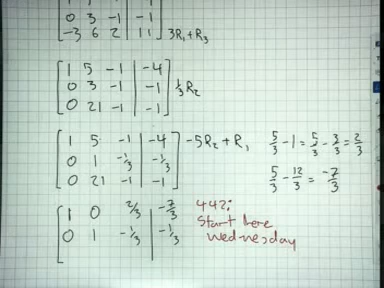 0 3 -1 | -1
-3 6 2 | 11 3R₁+R₃
1 5 -1 | -4
0 3 -1 | -1 1/3 R₂
0 21 -1 | -1
1 5 -1 | -4 -5R₂ + R₁
0 1 -1/3 | -1/3
0 21 -1 | -1
5/3 - 1 = 5/3 - 3/3 = 2/3
5/3 - 12/3 = -7/3
1 0 2/3 | -7/3
0 1 -1/3 | -1/3
442:
Start here
Wednesday